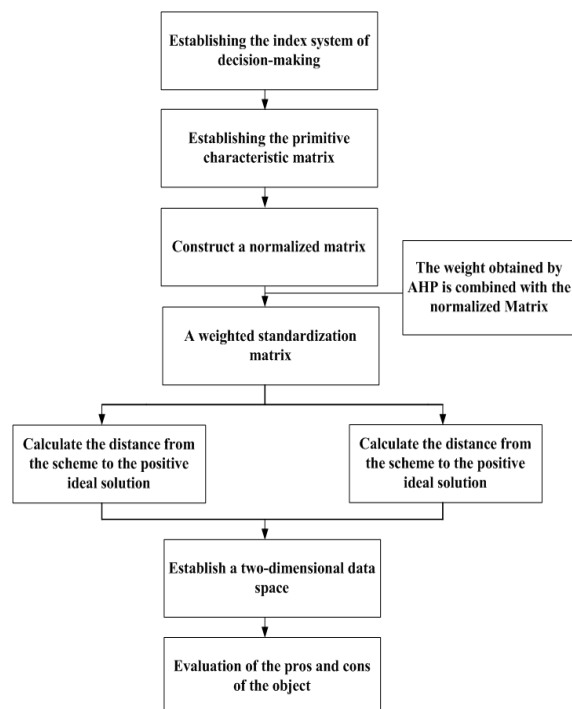 Establishing the index system of
decision-making
Establishing the primitive
characteristic matrix
Construct a normalized matrix
The weight obtained by
AHP is combined with the
normalized Matrix
A weighted standardization
matrix
Calculate the distance from
the scheme to the positive
ideal solution
Calculate the distance from
the scheme to the positive
ideal solution
Establish a two-dimensional data
space
Evaluation of the pros and cons
of the object